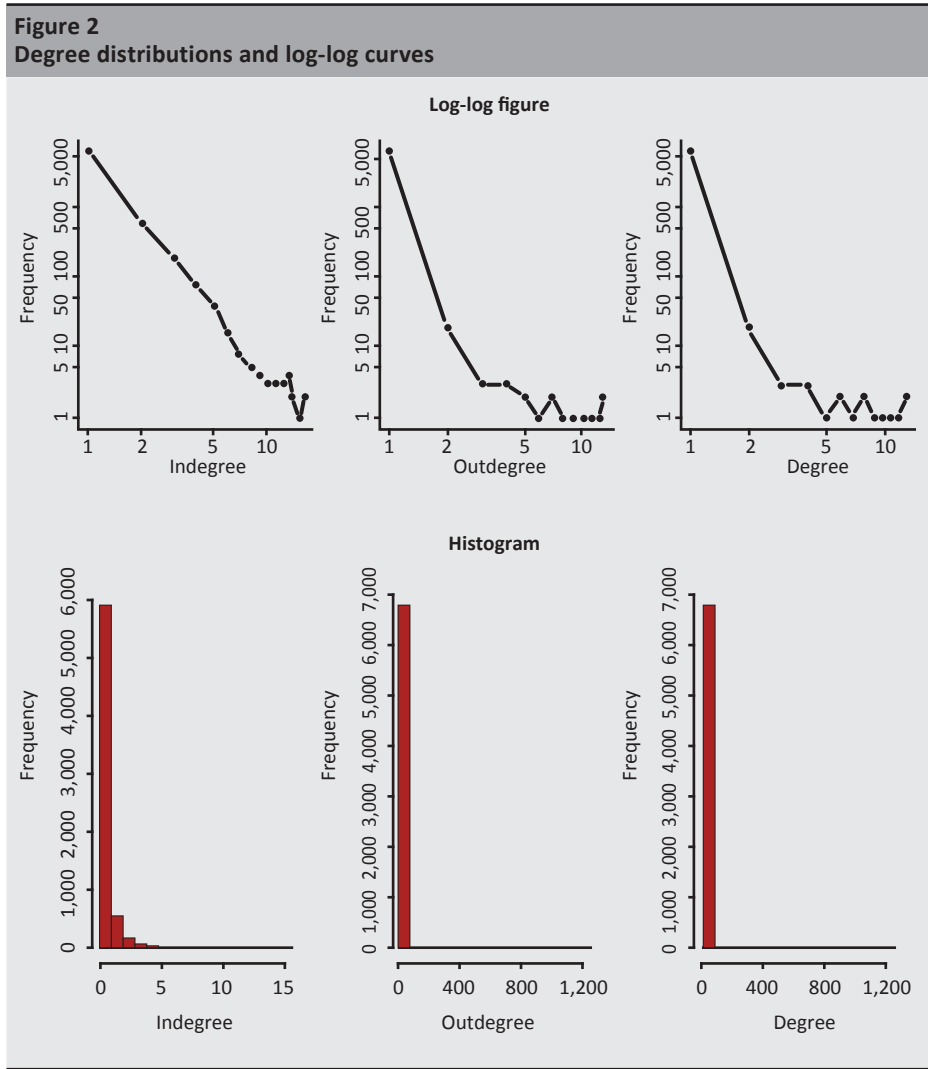 Figure 2
Degree distributions and log-log curves
Log-log figure
Frequency
5,000
500
100
50
10
5
1
1 2 5 10
Indegree
Frequency
5,000
500
100
50
10
5
1
1 2 5 10
Outdegree
Frequency
5,000
500
100
50
10
5
1
1 2 5 10
Degree
Histogram
Frequency
6,000
5,000
4,000
3,000
2,000
1,000
0
0 5 10 15
Indegree
Frequency
7,000
6,000
5,000
4,000
3,000
2,000
1,000
0
0 400 800 1,200
Outdegree
Frequency
7,000
6,000
5,000
4,000
3,000
2,000
1,000
0
0 400 800 1,200
Degree